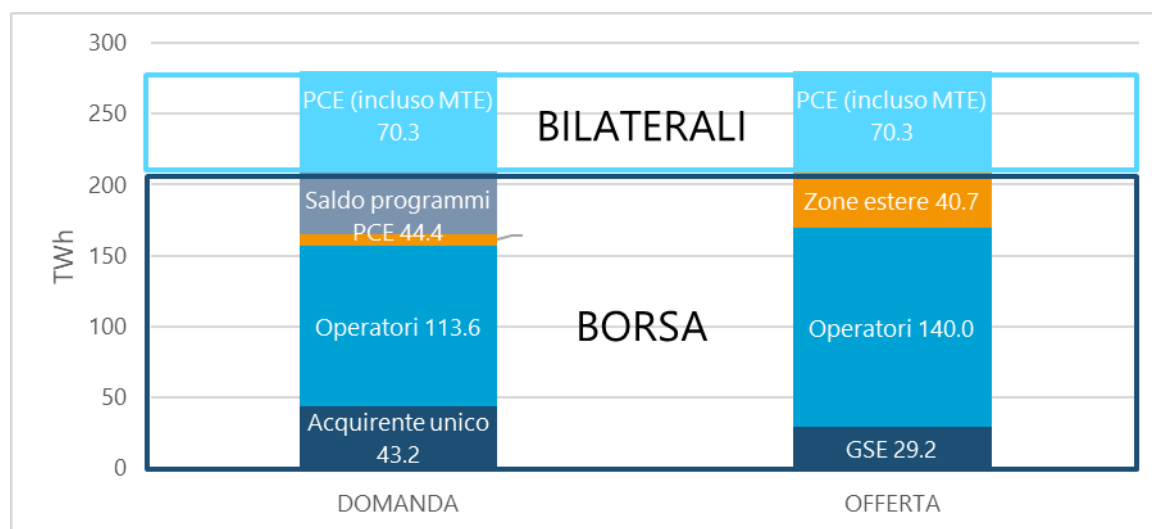 300
250
200
150
100
50
0
TWh
PCE (incluso MTE)
70.3
Saldo programmi
PCE 44.4
Operatori 113.6
Acquirente unico
43.2
BILATERALI
BORSA
PCE (incluso MTE)
70.3
Zone estere 40.7
Operatori 140.0
GSE 29.2
DOMANDA
OFFERTA